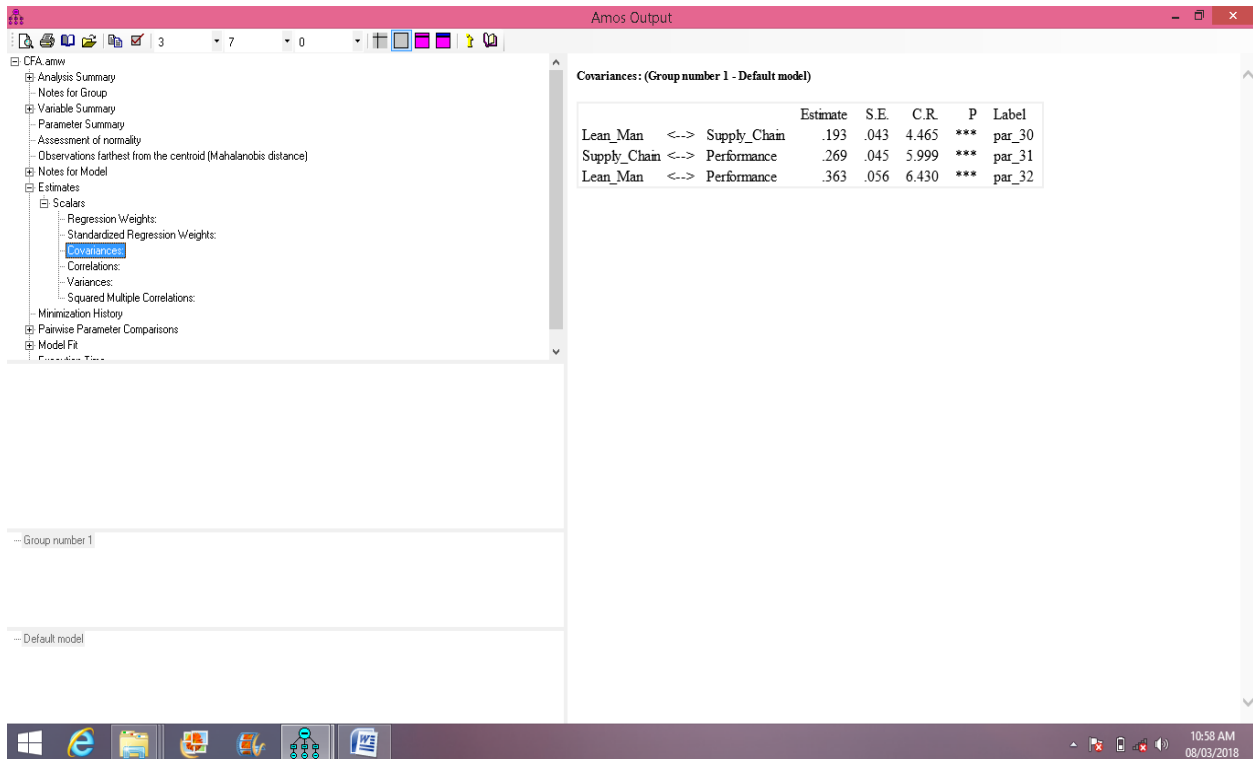 Amos Output
3 7 0
CFA.amw
Analysis Summary
Notes for Group
Variable Summary
Parameter Summary
Assessment of normality
Observations farthest from the centroid (Mahalanobis distance)
Notes for Model
Estimates
Scalars
Regression Weights:
Standardized Regression Weights:
Covariances:
Correlations:
Variances:
Squared Multiple Correlations:
Minimization History
Pairwise Parameter Comparisons
Model Fit
Execution Time
Group number 1
Default model
Covariances: (Group number 1 - Default model)
Estimate S.E. C.R. P Label
Lean_Man <--> Supply_Chain .193 .043 4.465 *** par_30
Supply_Chain <--> Performance .269 .045 5.999 *** par_31
Lean_Man <--> Performance .363 .056 6.430 *** par_32
10:58 AM
08/03/2018